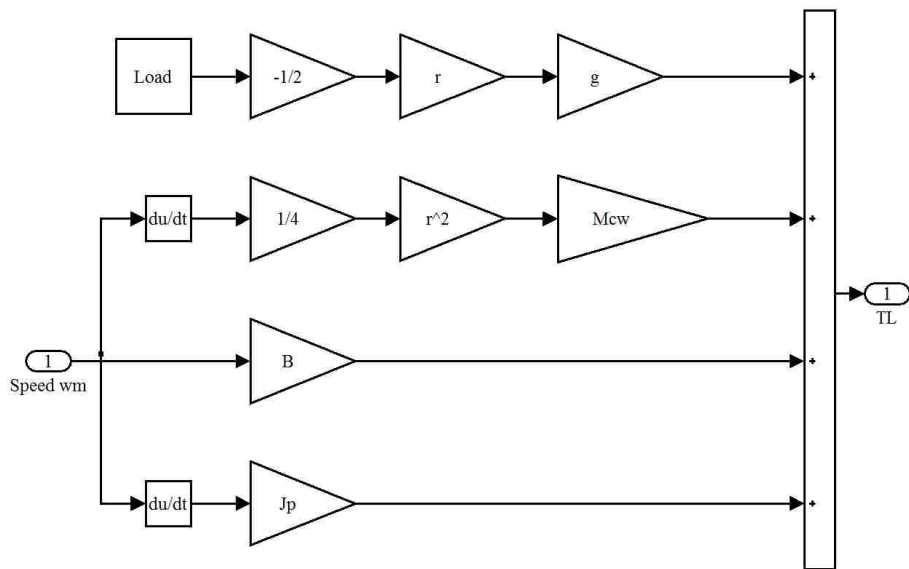 Load
-1/2
r
g
+
du/dt
1/4
r^2
Mcw
+
1
TL
1
Speed wm
B
+
du/dt
Jp
+